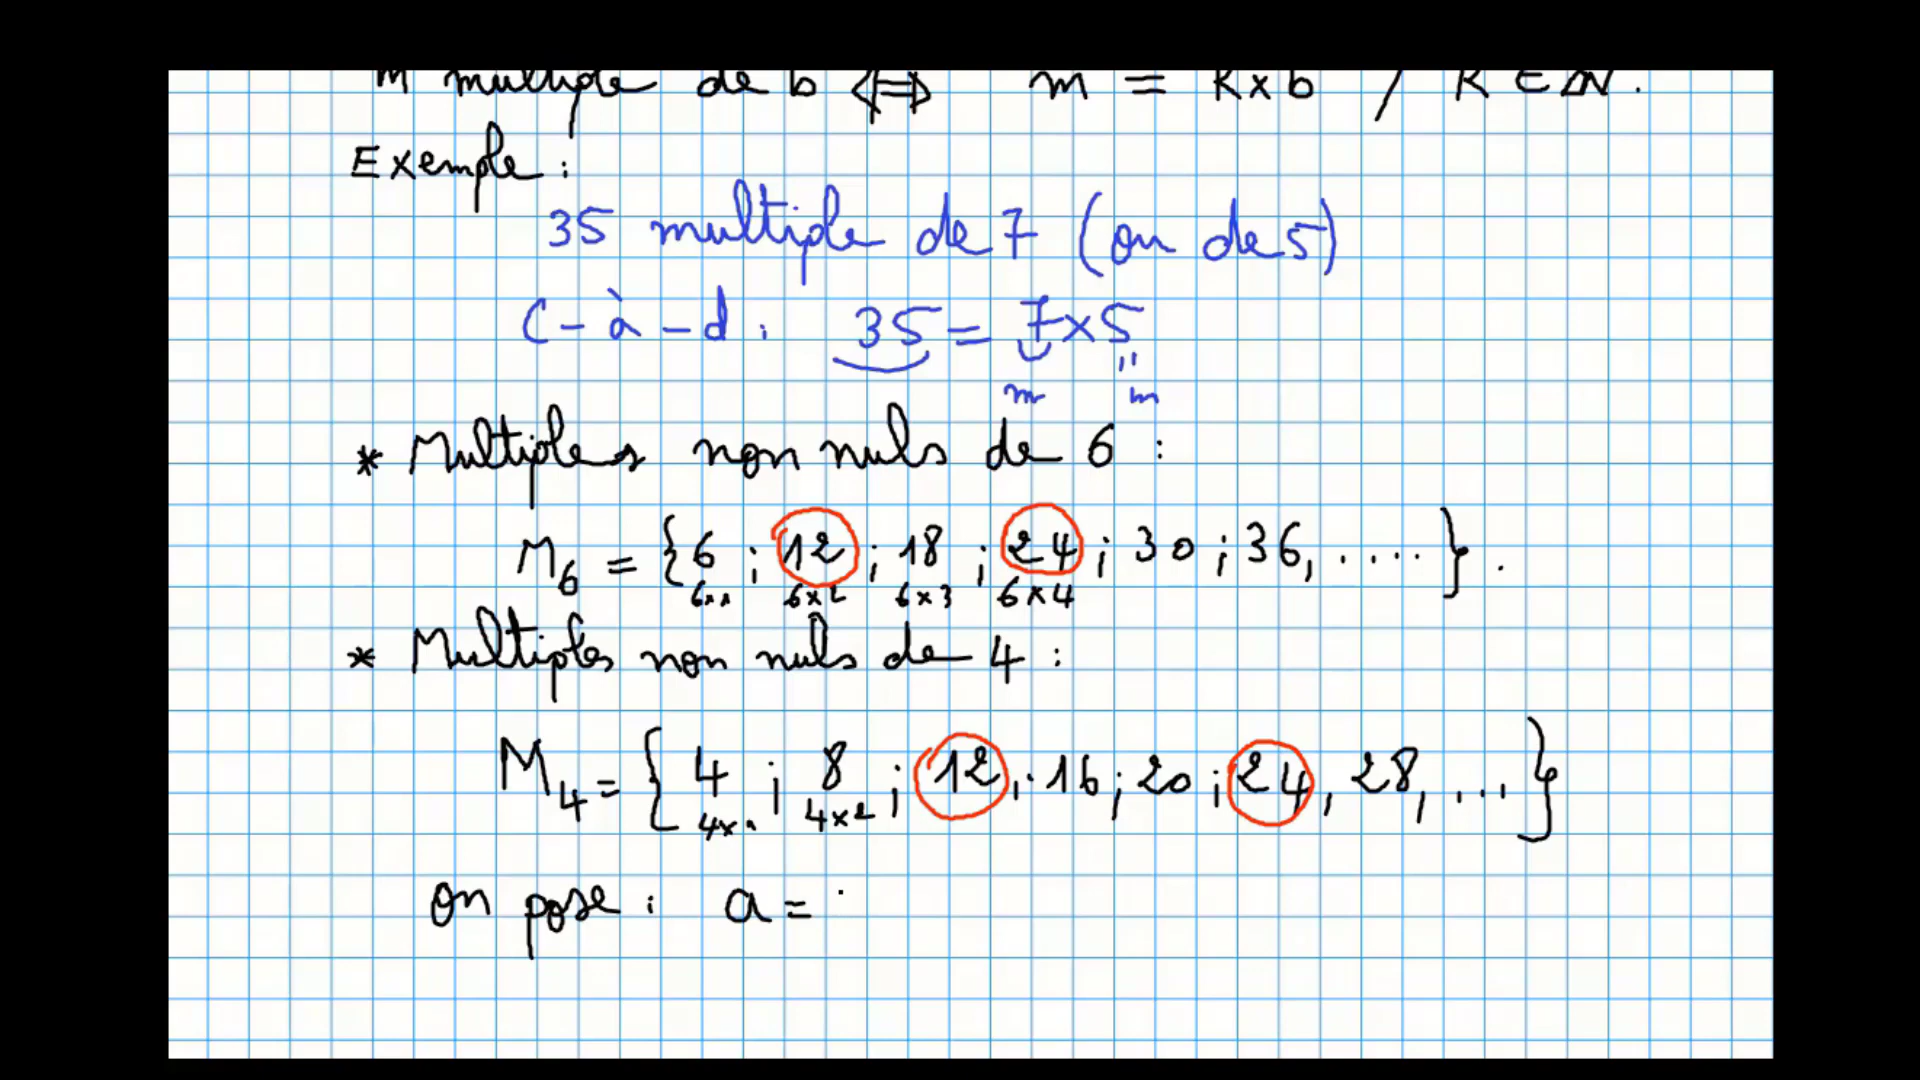 m multiple de b ⟺ m = k×b / k ∈ ℕ.
Exemple :
35 multiple de 7 (ou de 5)
C-à-d : 35 = 7×5
m " m
* Multiples non nuls de 6 :
M₆ = {6 ; 12 ; 18 ; 24 ; 30 ; 36, ....}.
6×1 6×2 6×3 6×4
* Multiples non nuls de 4 :
M₄ = {4 ; 8 ; 12 ; 16 ; 20 ; 24, 28, ...}
4×1 4×2
on pose : a =